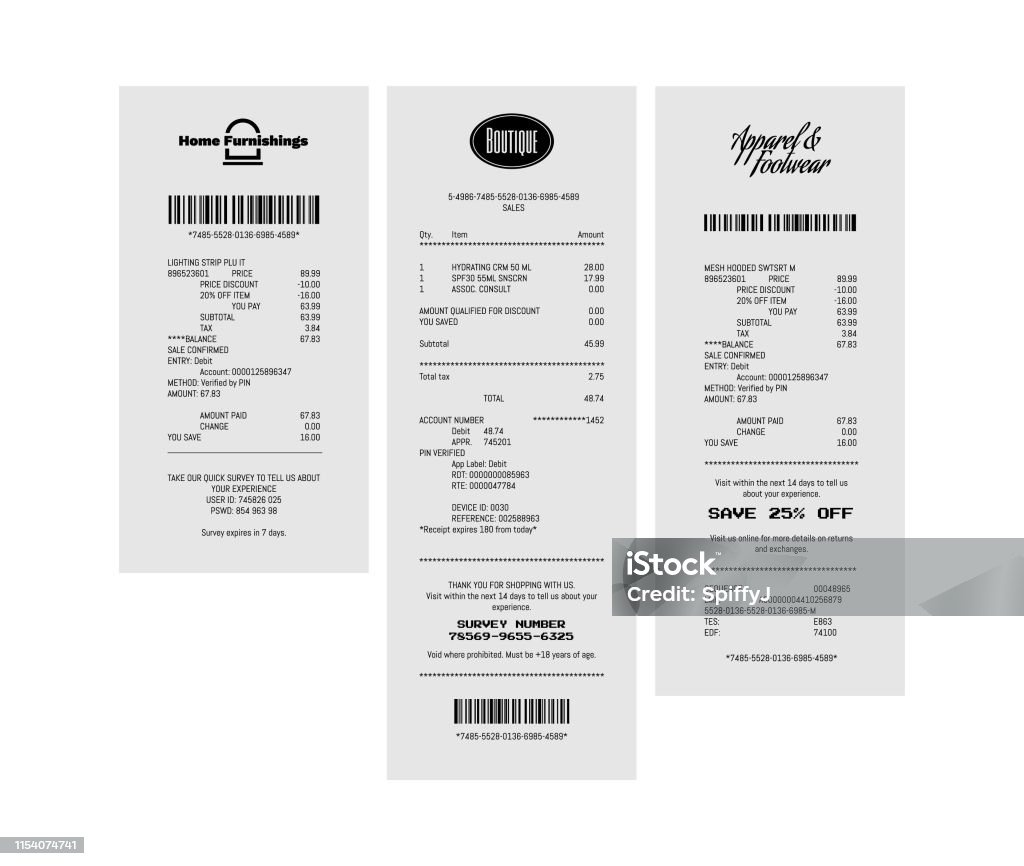 Home Furnishings
*7485-5528-0136-6985-4589*
LIGHTING STRIP PLU IT
896523601 PRICE 89.99
PRICE DISCOUNT -10.00
20% OFF ITEM -16.00
YOU PAY 63.99
SUBTOTAL 63.99
TAX 3.84
****BALANCE 67.83
SALE CONFIRMED
ENTRY: Debit
Account: 0000125896347
METHOD: Verified by PIN
AMOUNT: 67.83
AMOUNT PAID 67.83
CHANGE 0.00
YOU SAVE 16.00
TAKE OUR QUICK SURVEY TO TELL US ABOUT
YOUR EXPERIENCE
USER ID: 745826 025
PSWD: 854 963 98
Survey expires in 7 days.
BOUTIQUE
5-4986-7485-5528-0136-6985-4589
SALES
Qty. Item Amount
*******************************************
1 HYDRATING CRM 50 ML 28.00
1 SPF30 55ML SNSCRN 17.99
1 ASSOC. CONSULT 0.00
AMOUNT QUALIFIED FOR DISCOUNT 0.00
YOU SAVED 0.00
Subtotal 45.99
*******************************************
Total tax 2.75
TOTAL 48.74
ACCOUNT NUMBER ************1452
Debit 48.74
APPR. 745201
PIN VERIFIED
App Label: Debit
RDT: 0000000085963
RTE: 0000047784
DEVICE ID: 0030
REFERENCE: 002588963
*Receipt expires 180 from today*
*******************************************
THANK YOU FOR SHOPPING WITH US.
Visit within the next 14 days to tell us about your
experience.
SURVEY NUMBER
78569-9655-6325
Void where prohibited. Must be +18 years of age.
*******************************************
*7485-5528-0136-6985-4589*
Apparel &
Footwear
MESH HOODED SWTSRT M
896523601 PRICE 89.99
PRICE DISCOUNT -10.00
20% OFF ITEM -16.00
YOU PAY 63.99
SUBTOTAL 63.99
TAX 3.84
****BALANCE 67.83
SALE CONFIRMED
ENTRY: Debit
Account: 0000125896347
METHOD: Verified by PIN
AMOUNT: 67.83
AMOUNT PAID 67.83
CHANGE 0.00
YOU SAVE 16.00
************************************
Visit within the next 14 days to tell us
about your experience.
SAVE 25% OFF
Visit us online for more details on returns
and exchanges.
************************************
00048965
5528-0136-5528-0136-6985-M
TES: E863
EDF: 74100
*7485-5528-0136-6985-4589*
iStock™
Credit: Spiffy J
1154074741